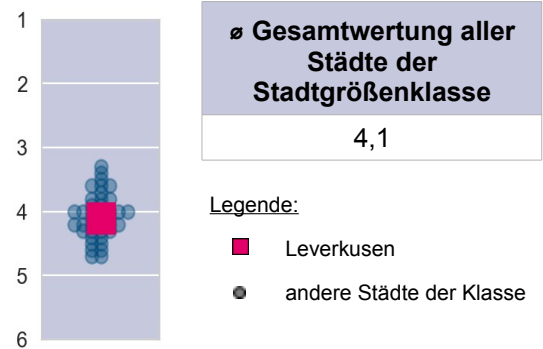 1
2
3
4
5
6
⌀ Gesamtwertung aller
Städte der
Stadtgrößenklasse
4,1
Legende:
Leverkusen
andere Städte der Klasse